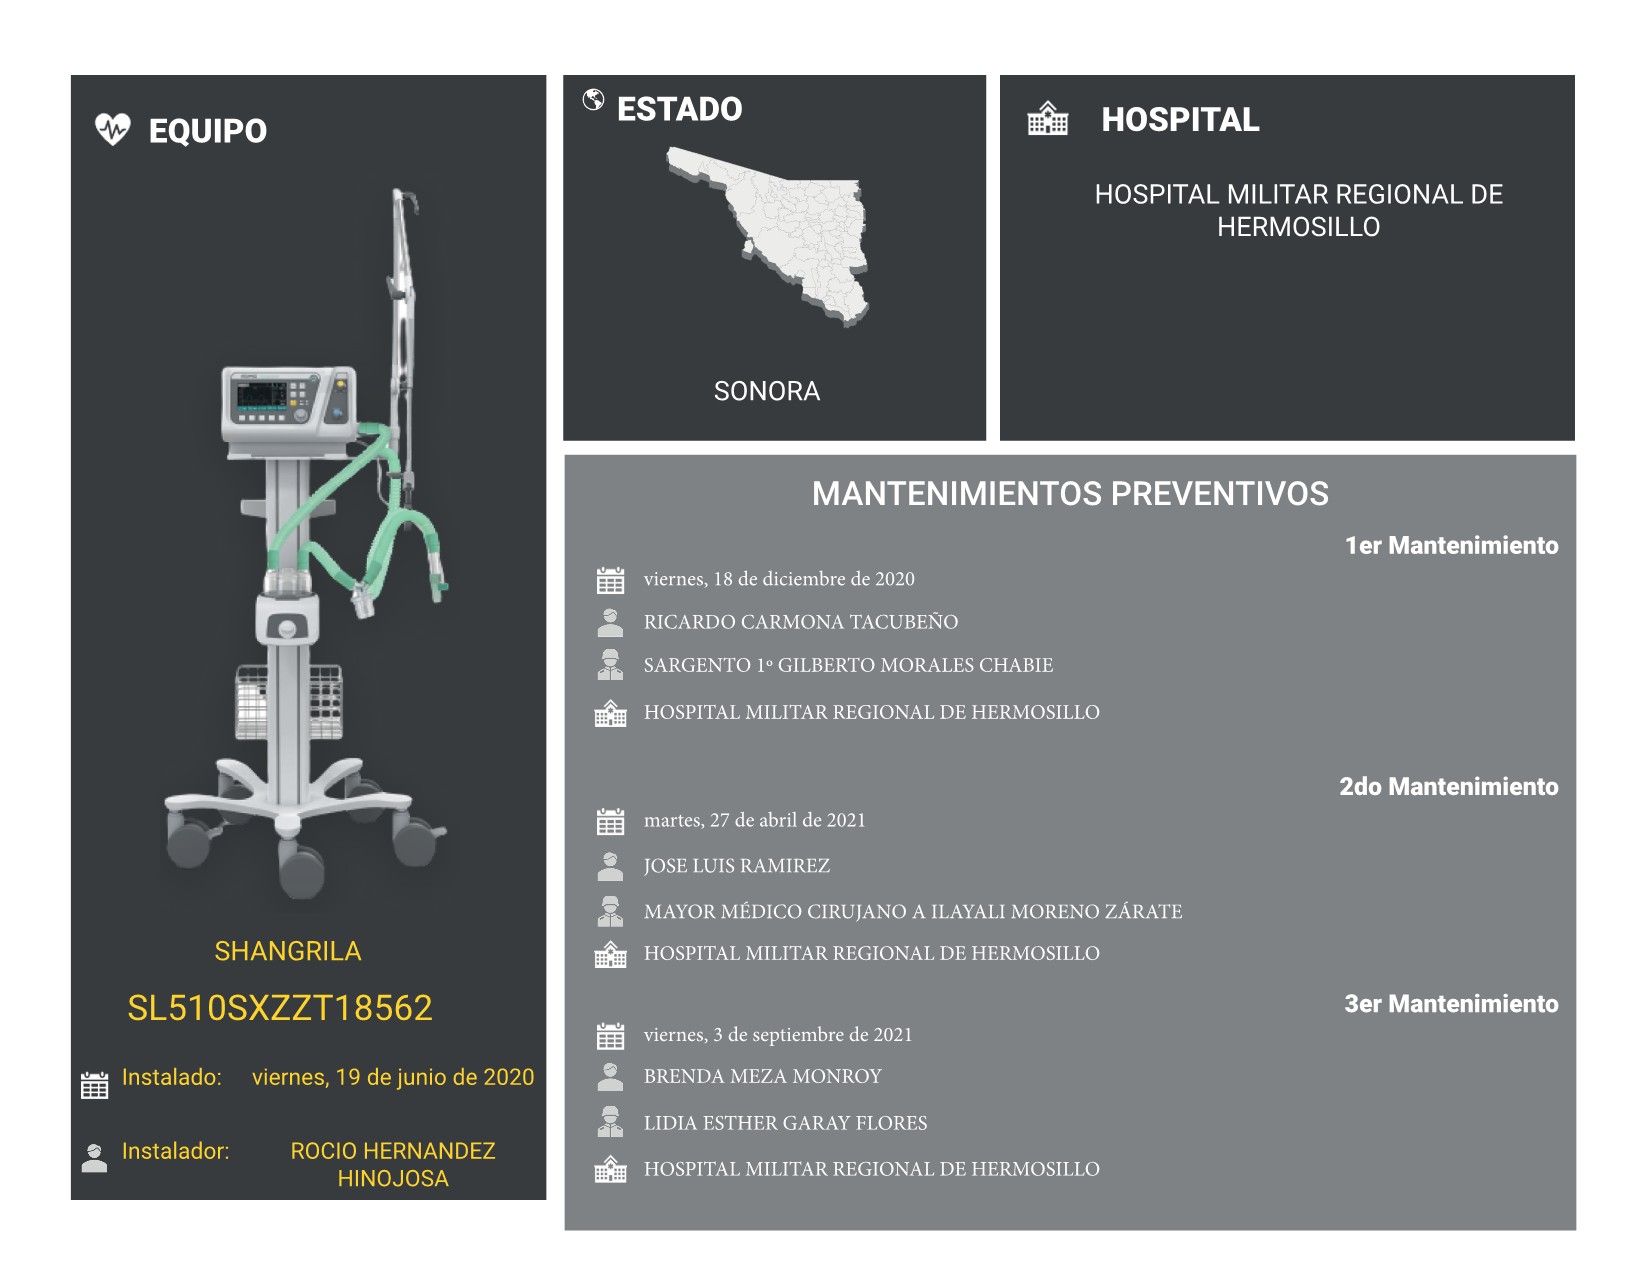 EQUIPO
SHANGRILA
SL510SXZZT18562
Instalado: viernes, 19 de junio de 2020
Instalador: ROCIO HERNANDEZ
HINOJOSA
ESTADO
SONORA
HOSPITAL
HOSPITAL MILITAR REGIONAL DE
HERMOSILLO
MANTENIMIENTOS PREVENTIVOS
1er Mantenimiento
viernes, 18 de diciembre de 2020
RICARDO CARMONA TACUBEÑO
SARGENTO 1º GILBERTO MORALES CHABIE
HOSPITAL MILITAR REGIONAL DE HERMOSILLO
2do Mantenimiento
martes, 27 de abril de 2021
JOSE LUIS RAMIREZ
MAYOR MÉDICO CIRUJANO A ILAYALI MORENO ZÁRATE
HOSPITAL MILITAR REGIONAL DE HERMOSILLO
3er Mantenimiento
viernes, 3 de septiembre de 2021
BRENDA MEZA MONROY
LIDIA ESTHER GARAY FLORES
HOSPITAL MILITAR REGIONAL DE HERMOSILLO